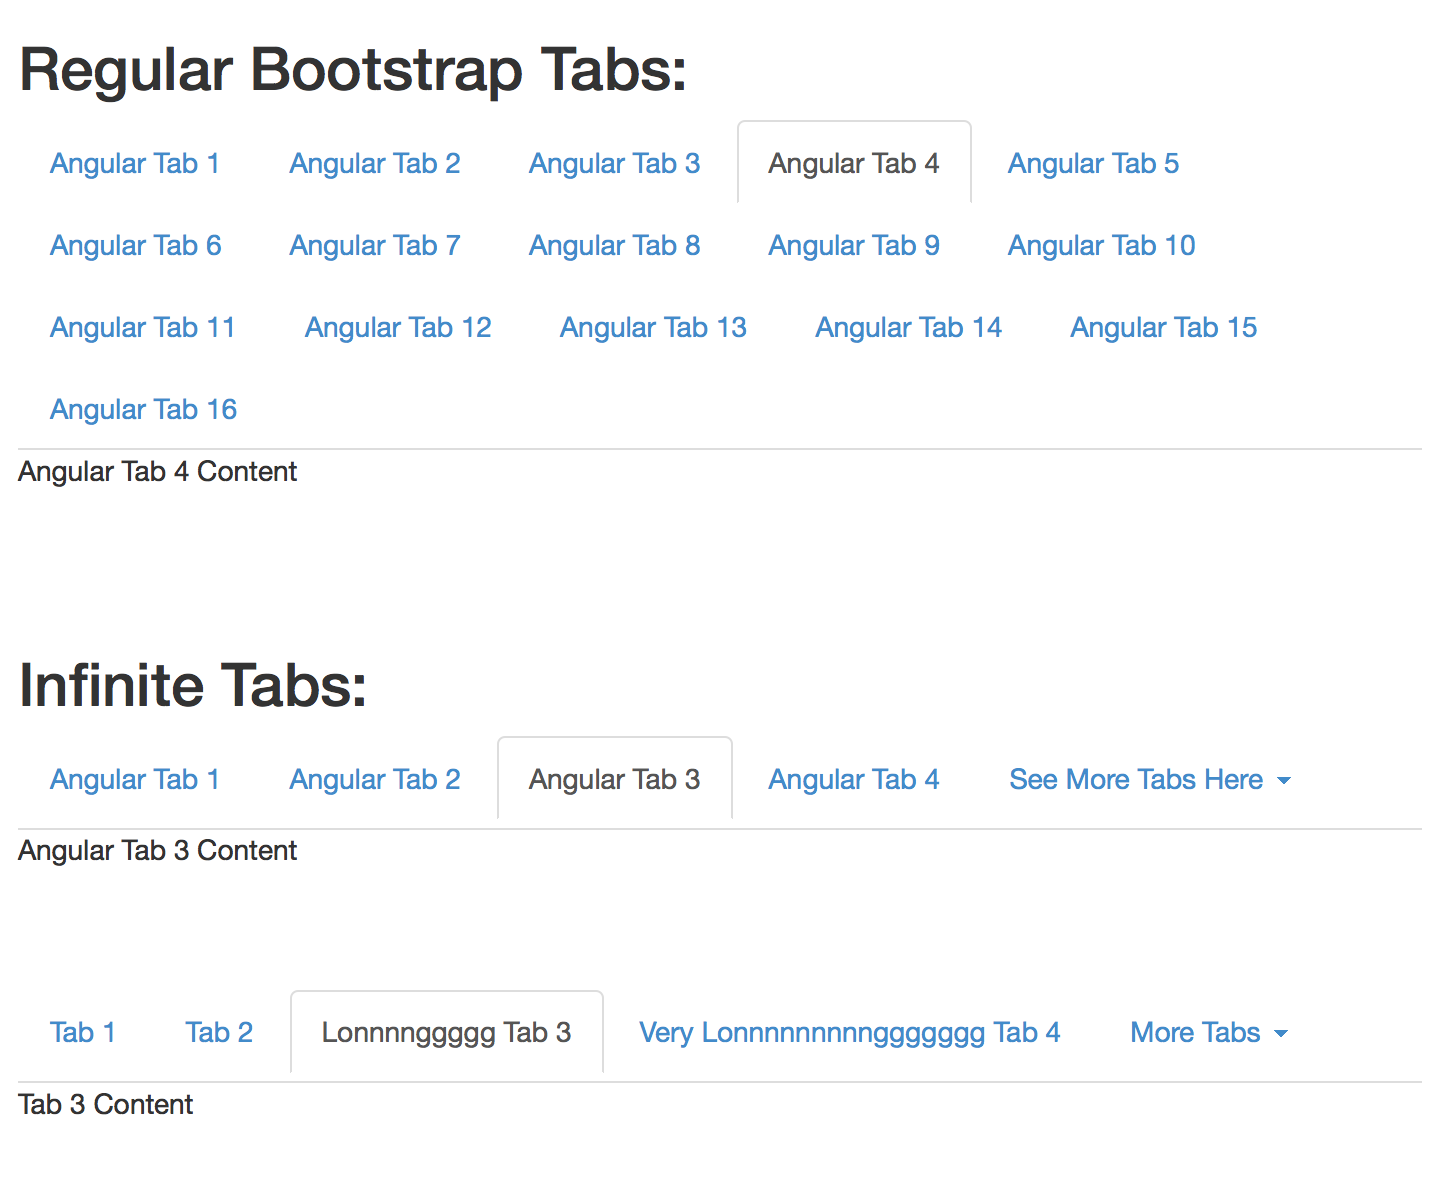 Regular Bootstrap Tabs:
Angular Tab 1 Angular Tab 2 Angular Tab 3 Angular Tab 4 Angular Tab 5
Angular Tab 6 Angular Tab 7 Angular Tab 8 Angular Tab 9 Angular Tab 10
Angular Tab 11 Angular Tab 12 Angular Tab 13 Angular Tab 14 Angular Tab 15
Angular Tab 16
Angular Tab 4 Content
Infinite Tabs:
Angular Tab 1 Angular Tab 2 Angular Tab 3 Angular Tab 4 See More Tabs Here
Angular Tab 3 Content
Tab 1 Tab 2 Lonnnnggggg Tab 3 Very Lonnnnnnnnnggggggg Tab 4 More Tabs
Tab 3 Content